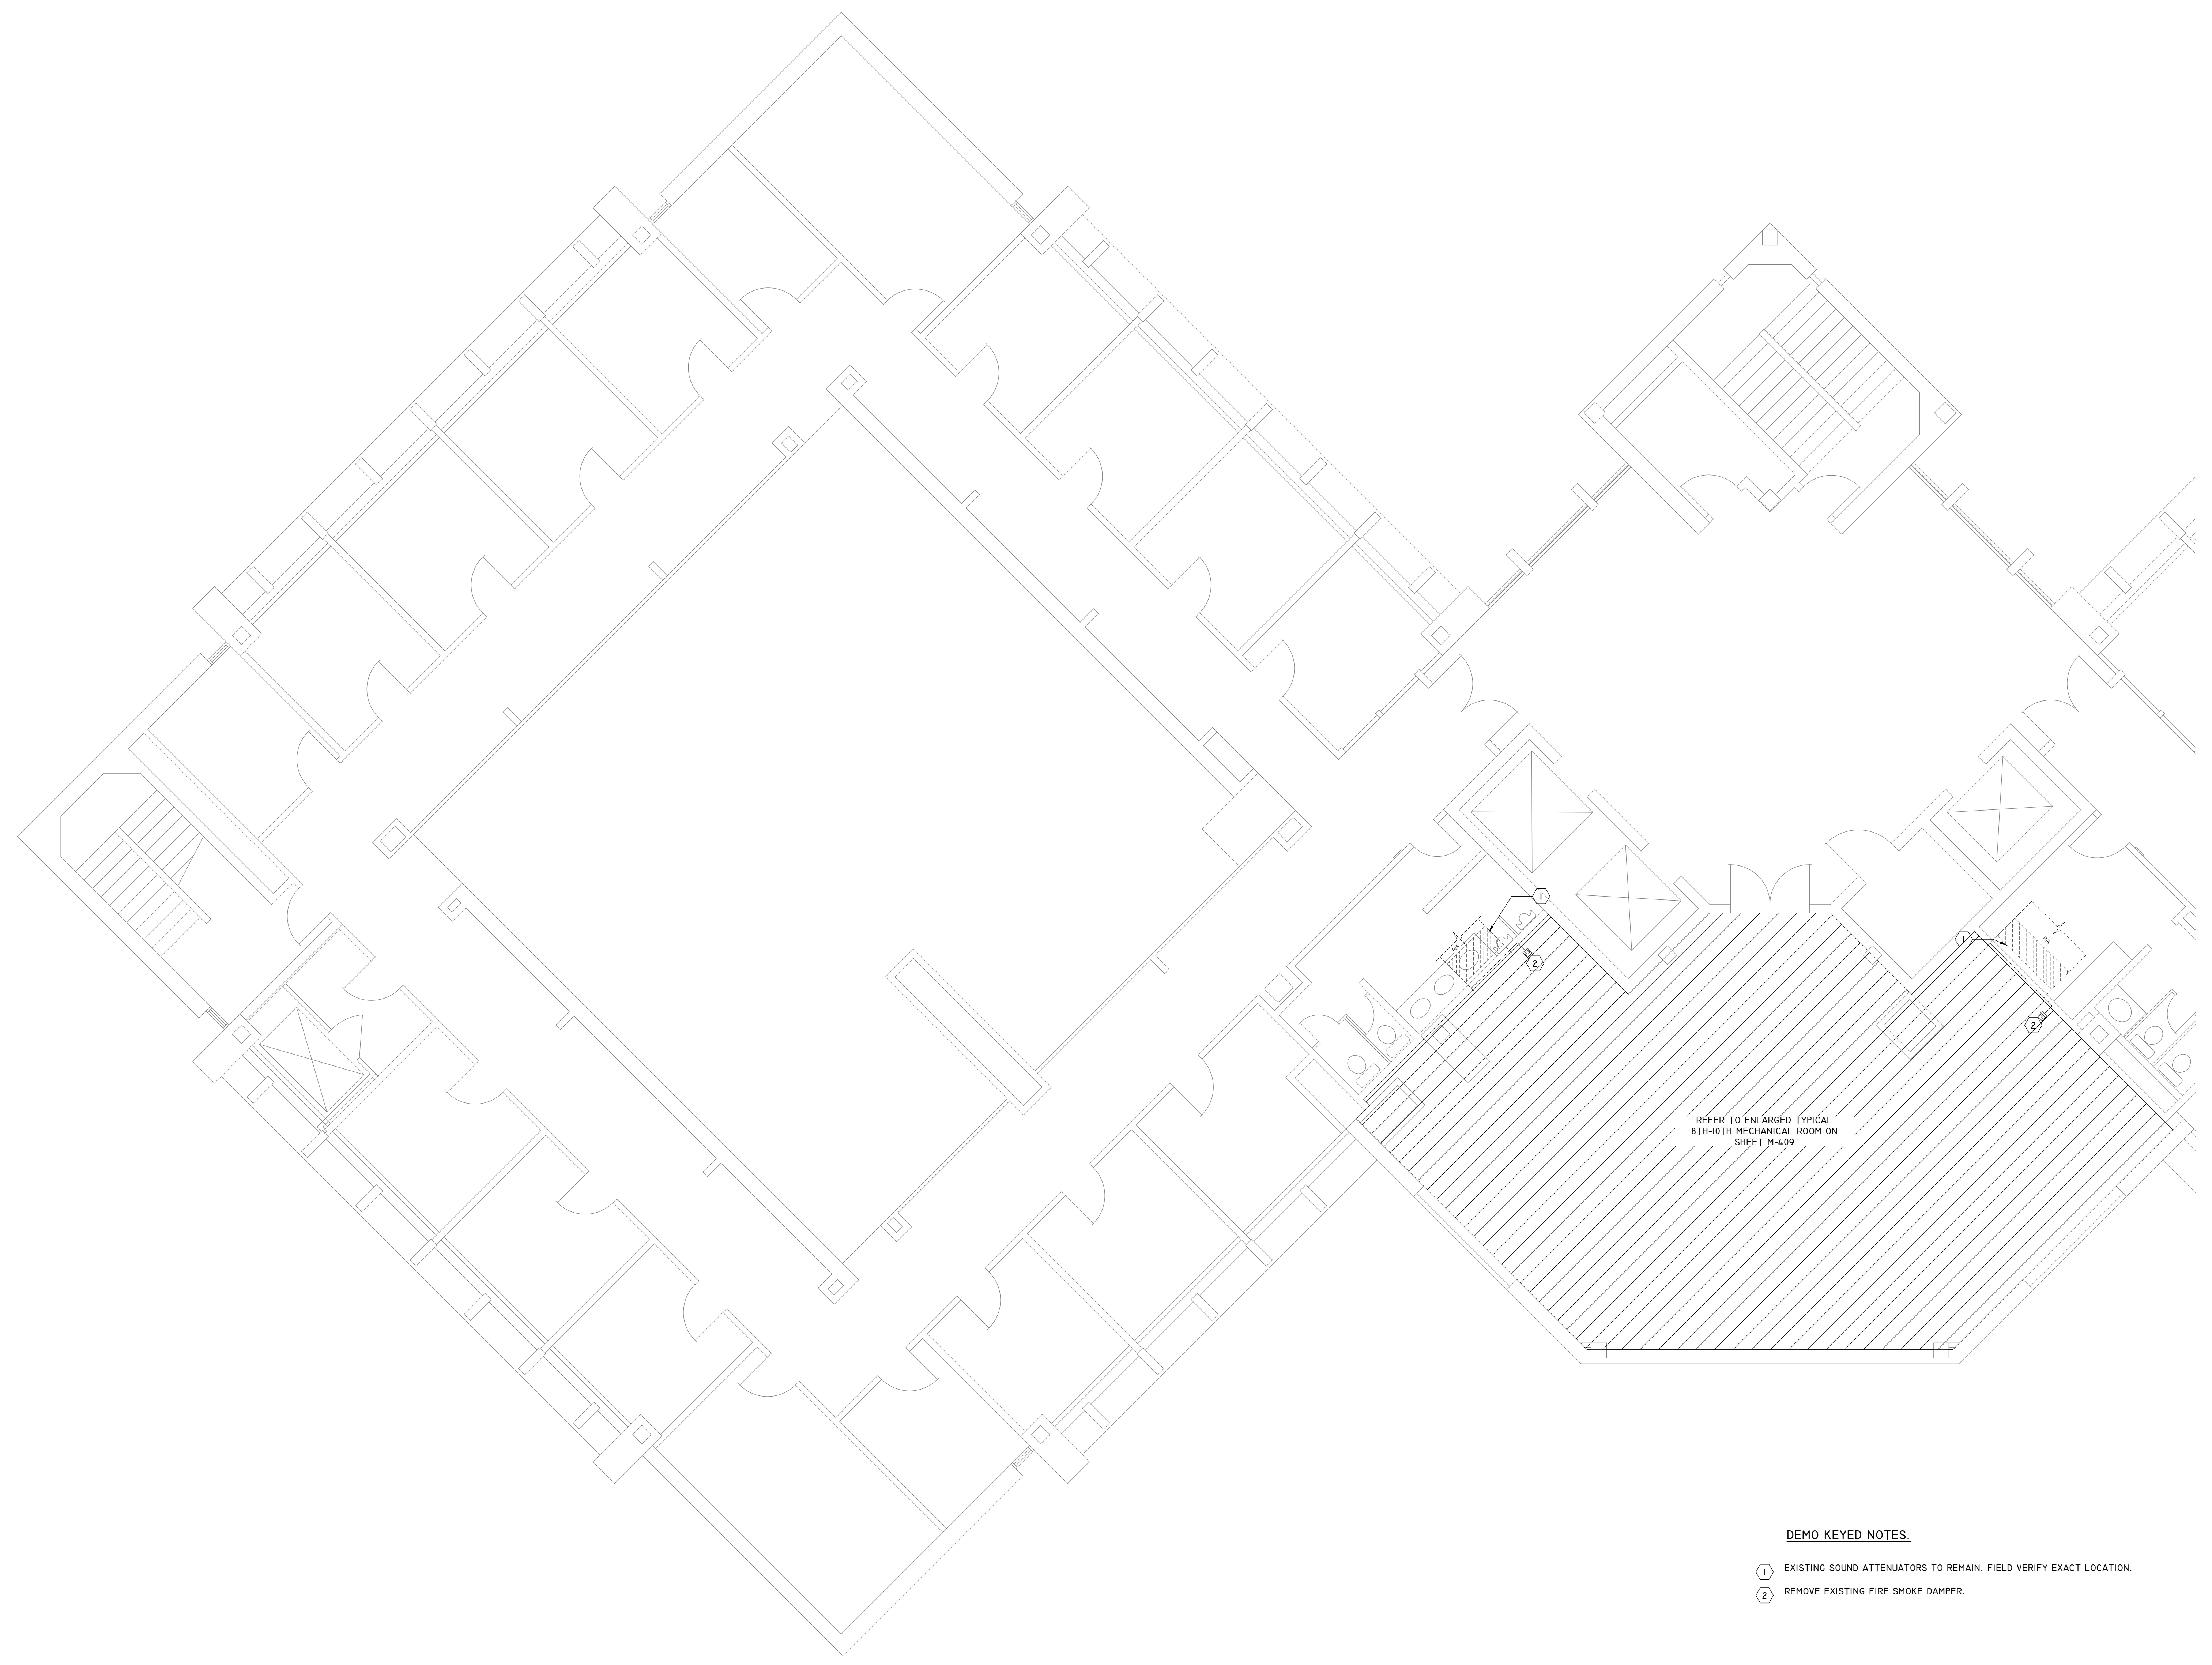 1
R/A
2
1
R/A
2
REFER TO ENLARGED TYPICAL
8TH-10TH MECHANICAL ROOM ON
SHEET M-409
DEMO KEYED NOTES:
1 EXISTING SOUND ATTENUATORS TO REMAIN. FIELD VERIFY EXACT LOCATION.
2 REMOVE EXISTING FIRE SMOKE DAMPER.